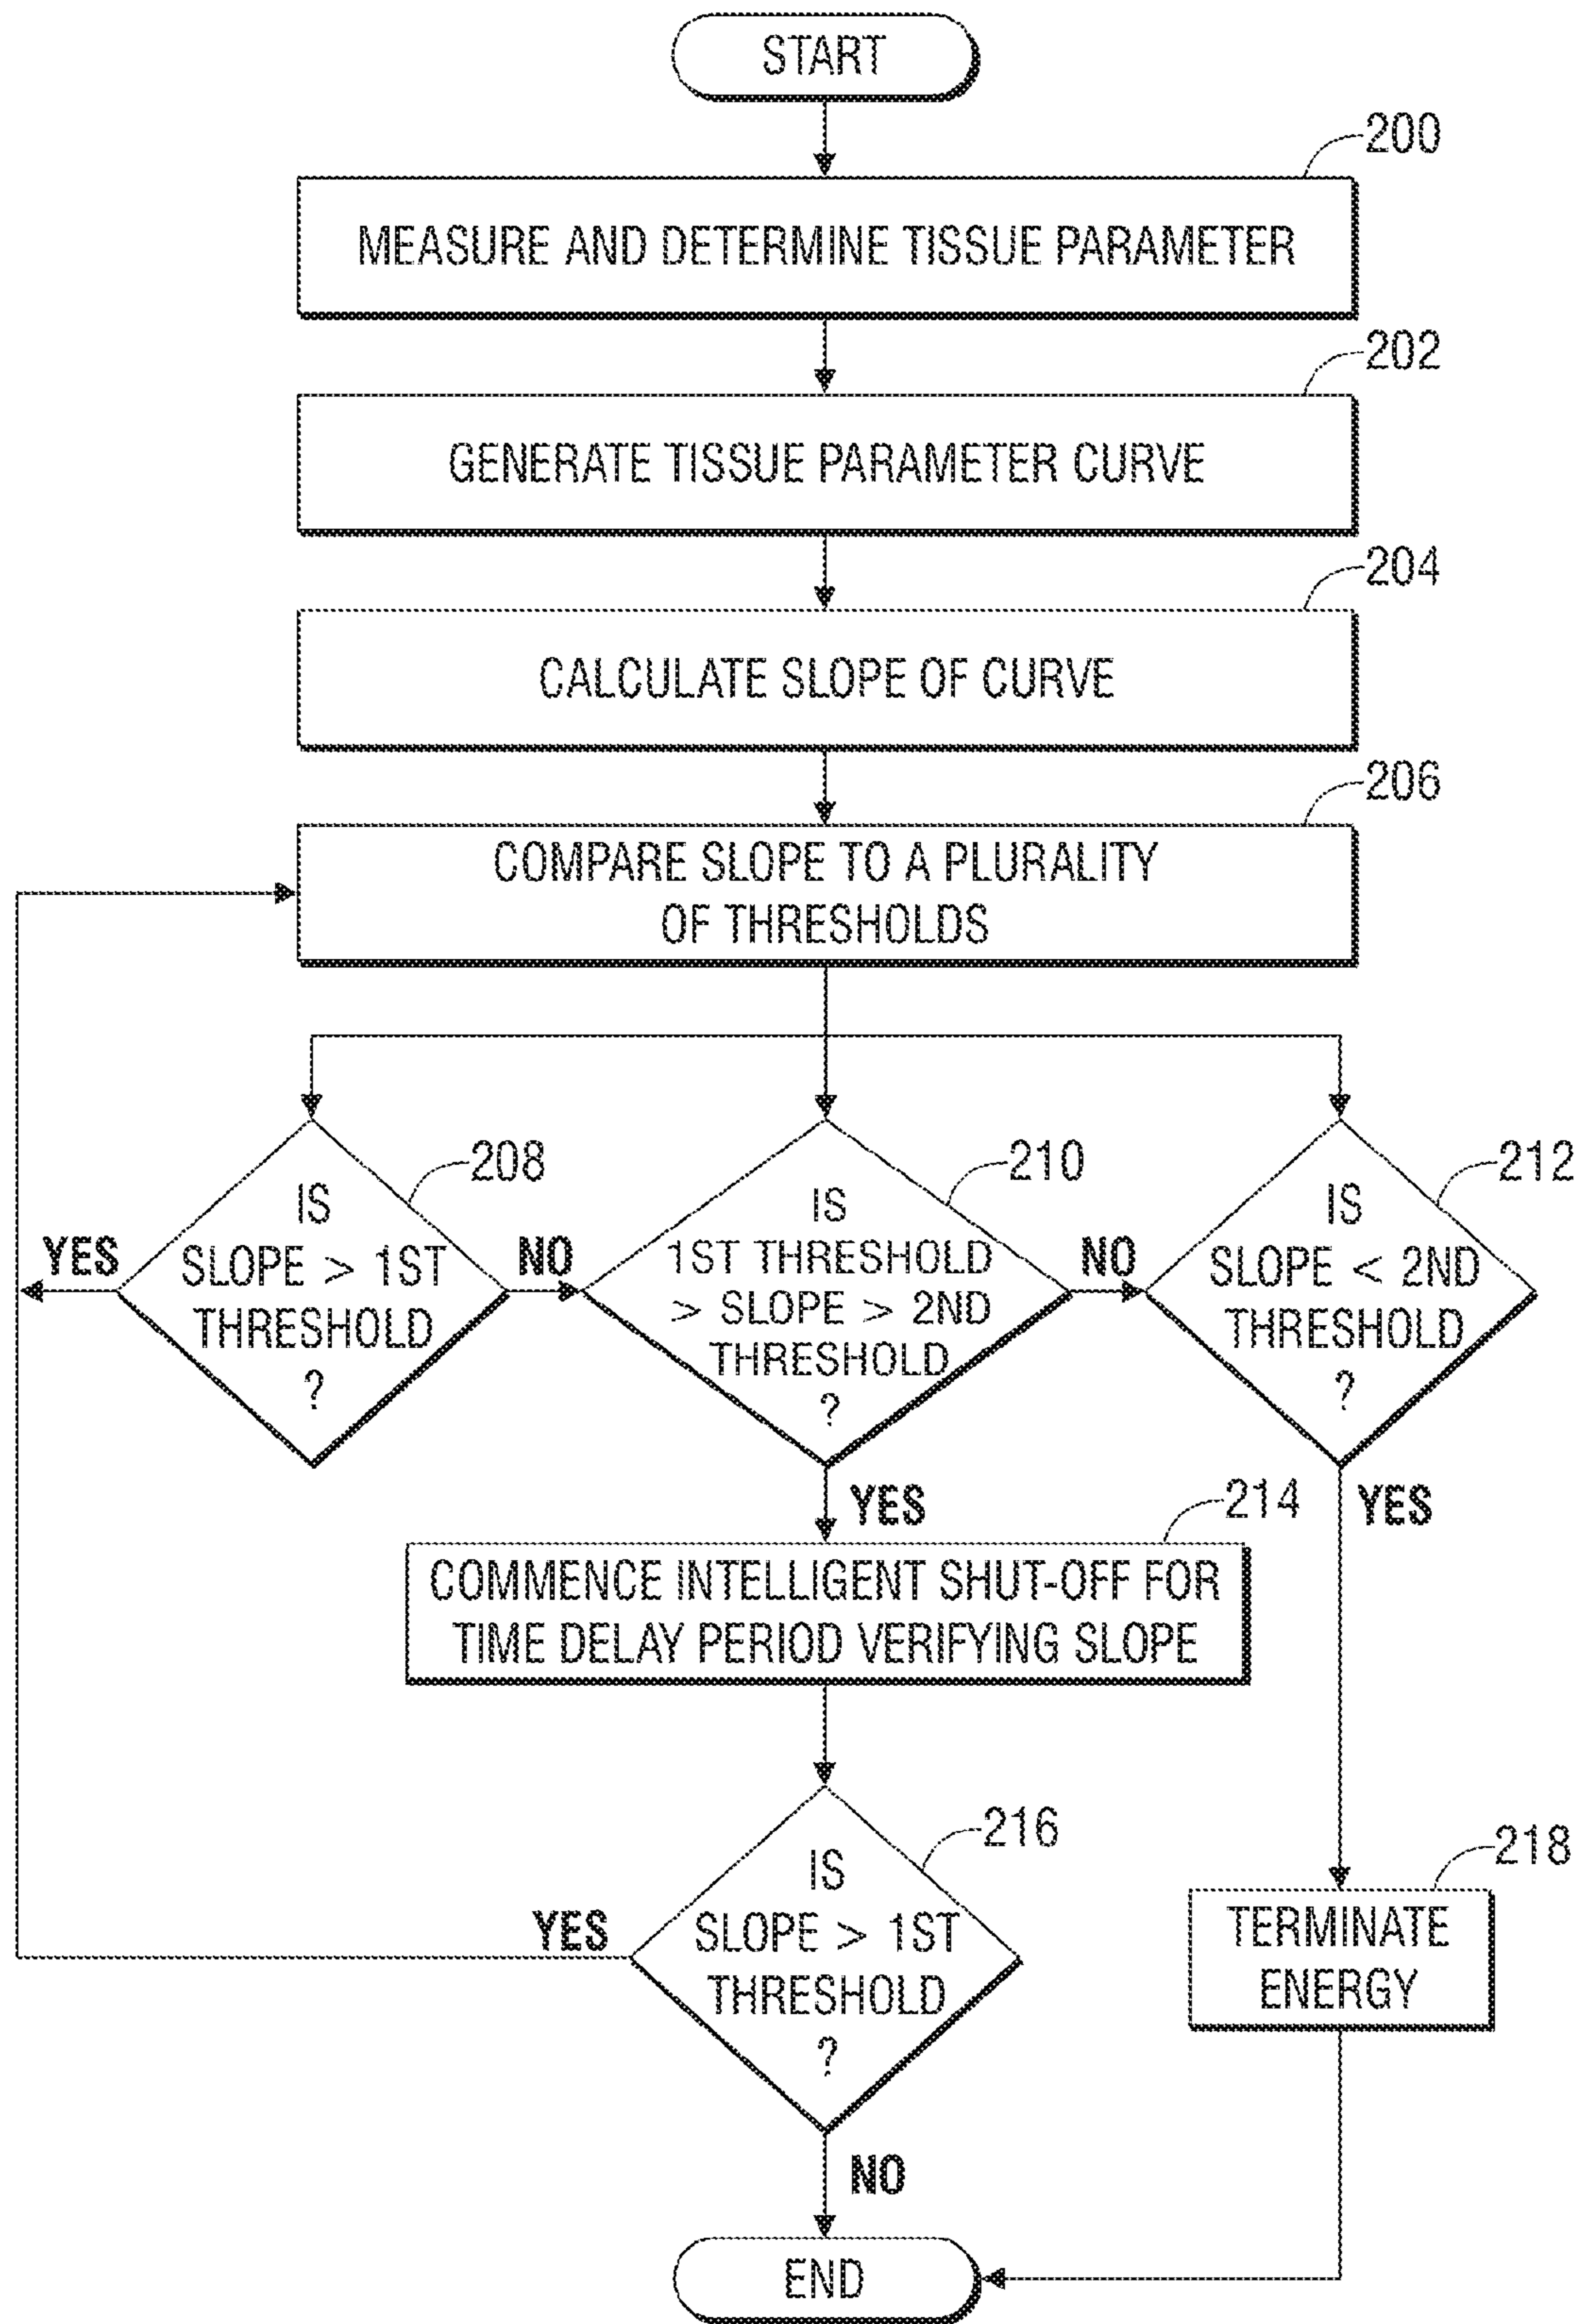 START
200
MEASURE AND DETERMINE TISSUE PARAMETER
202
GENERATE TISSUE PARAMETER CURVE
204
CALCULATE SLOPE OF CURVE
206
COMPARE SLOPE TO A PLURALITY
OF THRESHOLDS
208
IS
SLOPE > 1ST
THRESHOLD
?
YES
NO
210
IS
1ST THRESHOLD
> SLOPE > 2ND
THRESHOLD
?
NO
YES
212
IS
SLOPE < 2ND
THRESHOLD
?
YES
214
COMMENCE INTELLIGENT SHUT-OFF FOR
TIME DELAY PERIOD VERIFYING SLOPE
216
IS
SLOPE > 1ST
THRESHOLD
?
YES
NO
218
TERMINATE
ENERGY
END